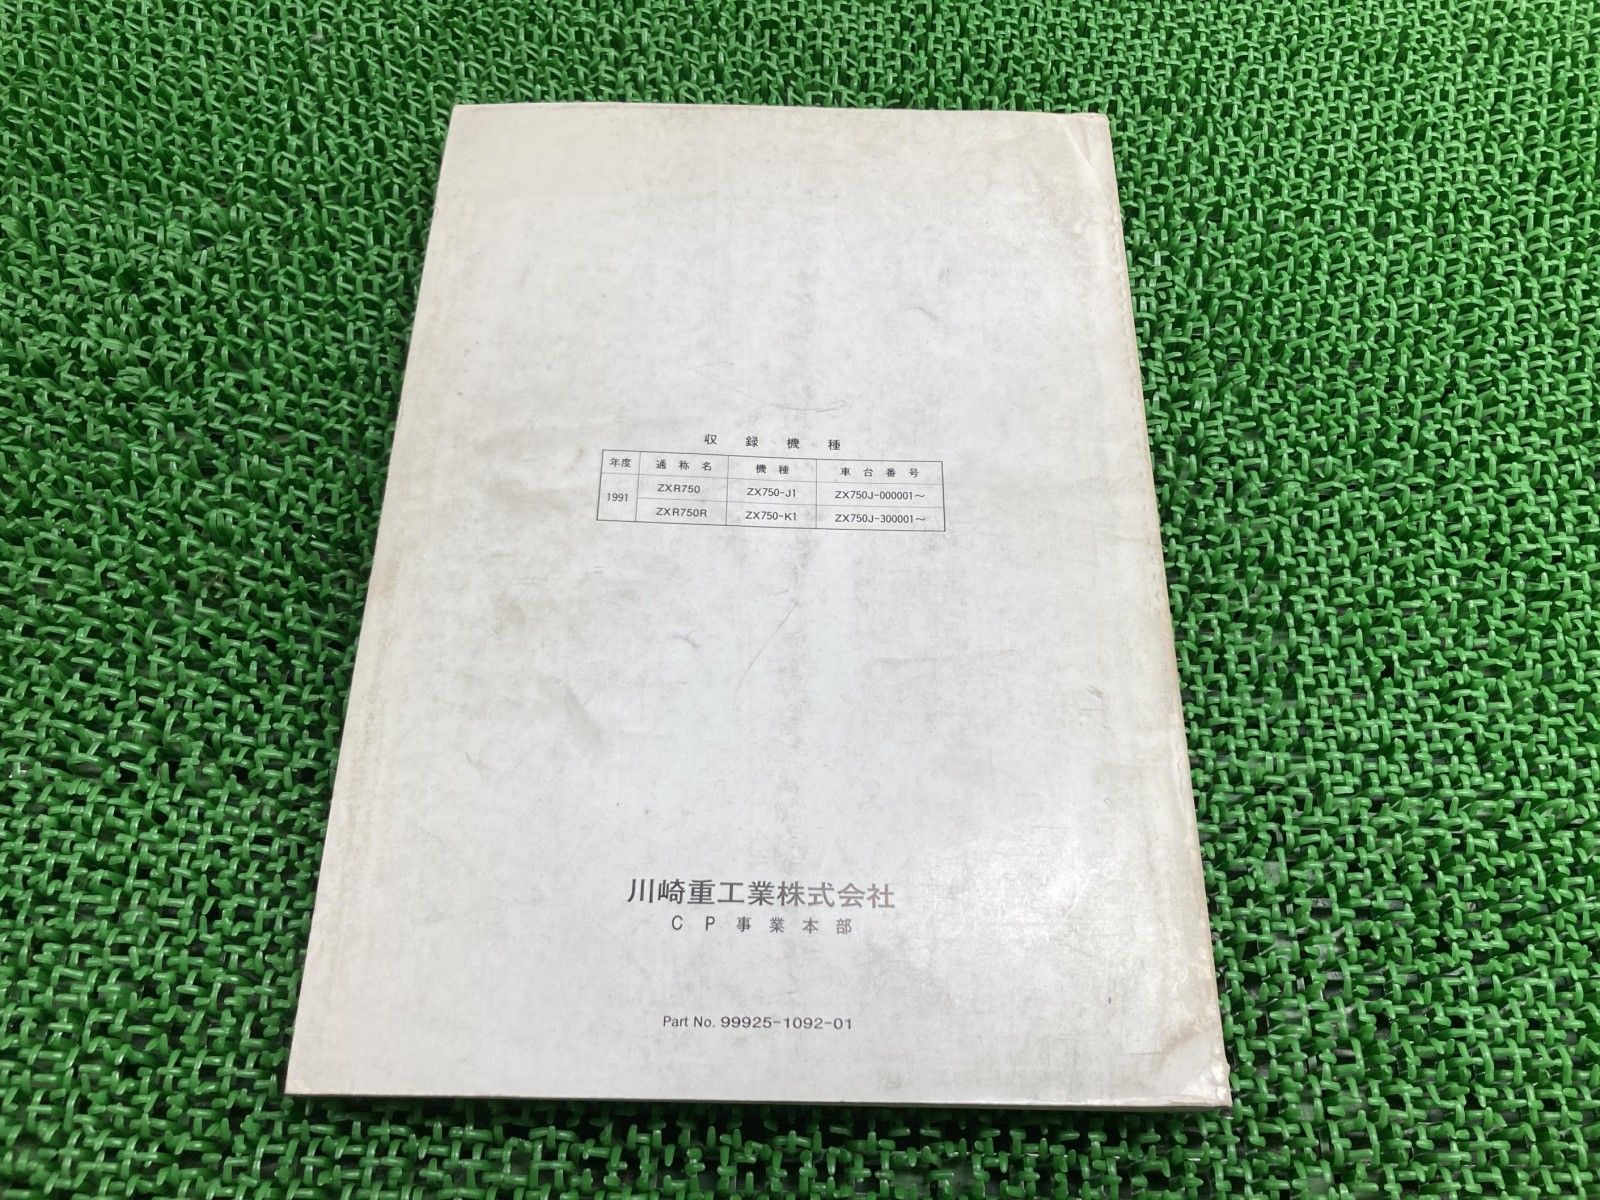 収録機種
年度 通称名 機種 車台番号
1991 ZXR750 ZX750-J1 ZX750J-000001～
ZXR750R ZX750-K1 ZX750J-300001～
川崎重工業株式会社
CP事業本部
Part No. 99925-1092-01